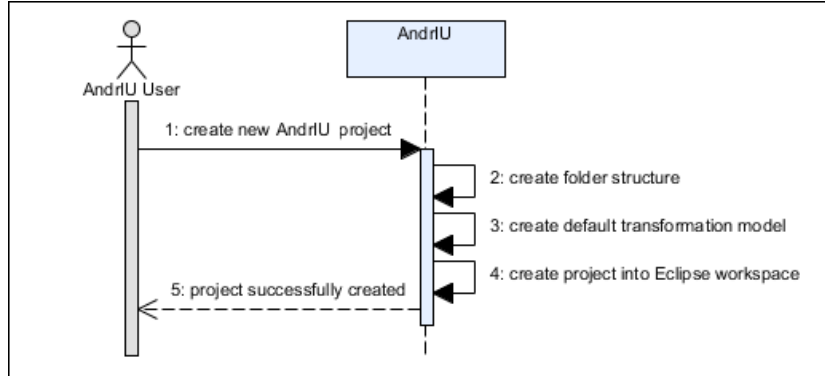 AndrIU
AndrIU User
1: create new AndrIU project
2: create folder structure
3: create default transformation model
4: create project into Eclipse workspace
5: project successfully created